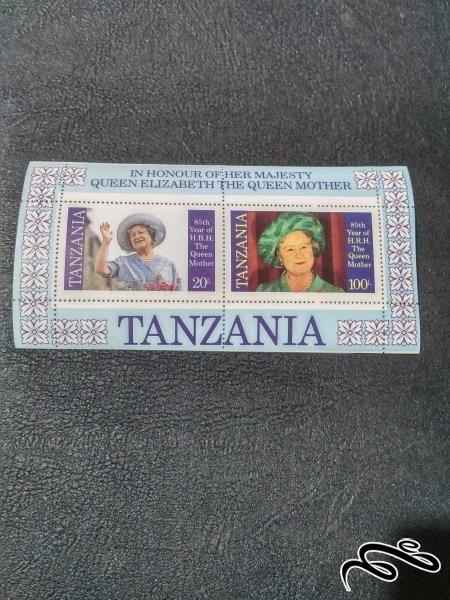 IN HONOUR OF HER MAJESTY
QUEEN ELIZABETH THE QUEEN MOTHER
TANZANIA
85th
Year of
H.R.H.
The
Queen
Mother
20/-
TANZANIA
85th
Year of
H.R.H.
The
Queen
Mother
100/-
TANZANIA